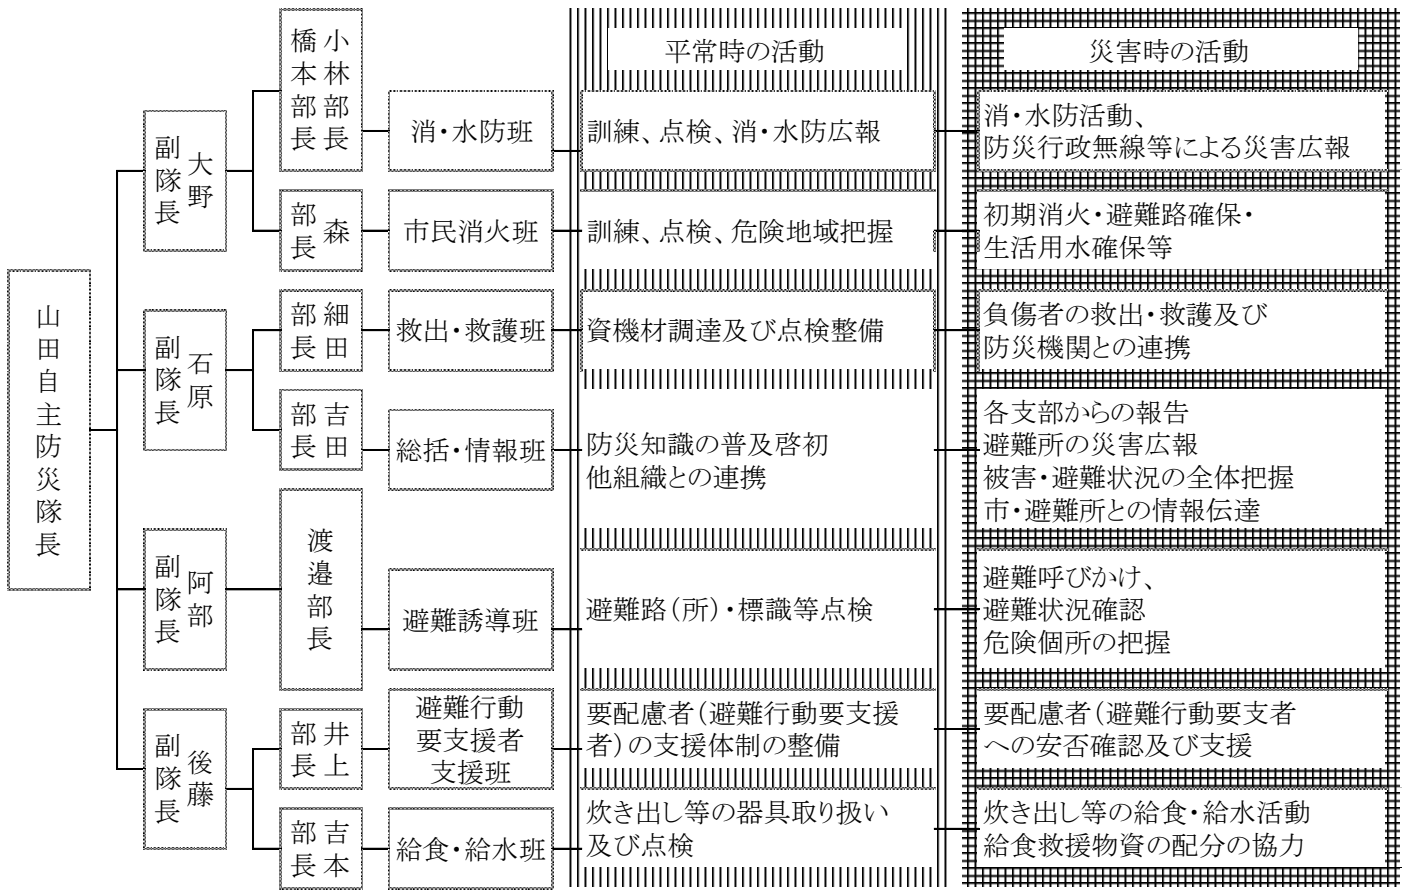 平常時の活動
災害時の活動
山田自主防災隊長
大野
副隊長
小林部長
橋本部長
消・水防班
訓練、点検、消・水防広報
消・水防活動、
防災行政無線等による災害広報
森
部長
市民消火班
訓練、点検、危険地域把握
初期消火・避難路確保・
生活用水確保等
石原
副隊長
細田
部長
救出・救護班
資機材調達及び点検整備
負傷者の救出・救護及び
防災機関との連携
吉田
部長
総括・情報班
防災知識の普及啓初
他組織との連携
各支部からの報告
避難所の災害広報
被害・避難状況の全体把握
市・避難所との情報伝達
阿部
副隊長
渡邉部長
避難誘導班
避難路（所）・標識等点検
避難呼びかけ、
避難状況確認
危険個所の把握
後藤
副隊長
井上
部長
避難行動
要支援者
支援班
要配慮者（避難行動要支援
者）の支援体制の整備
要配慮者（避難行動要支者
への安否確認及び支援
吉本
部長
給食・給水班
炊き出し等の器具取り扱い
及び点検
炊き出し等の給食・給水活動
給食救援物資の配分の協力